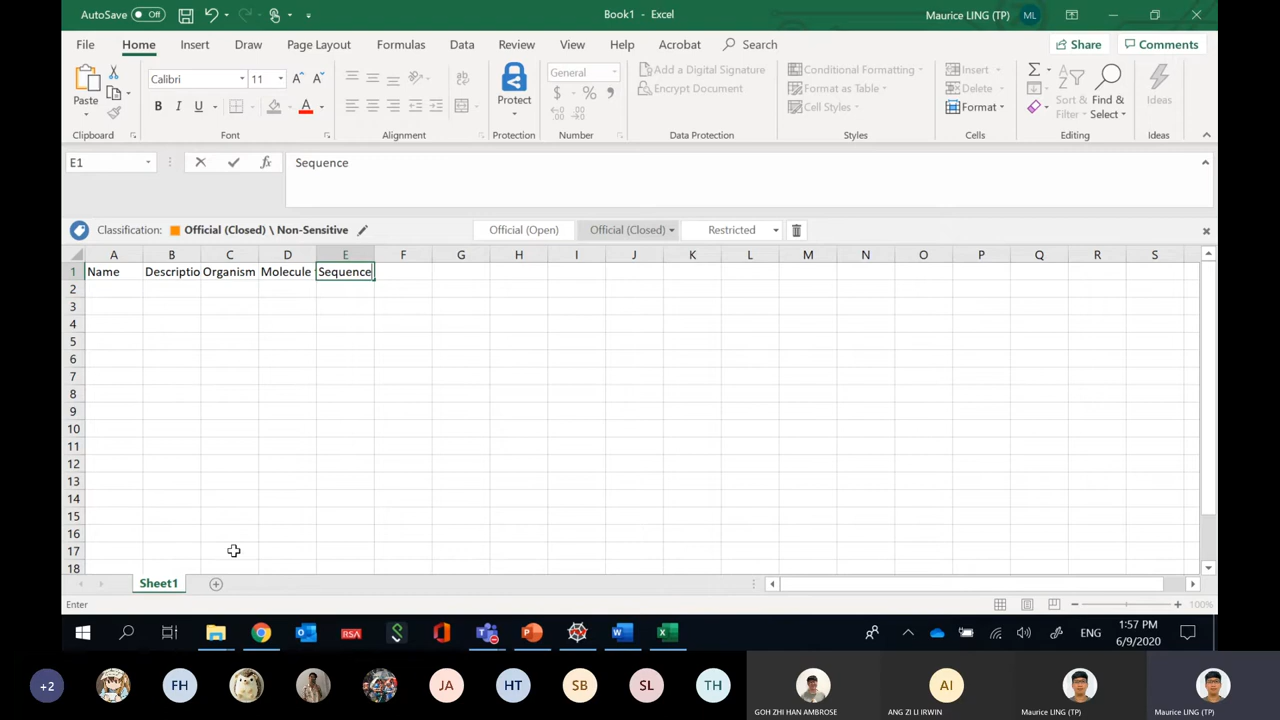 AutoSave Off Book1 - Excel Maurice LING (TP) ML
File Home Insert Draw Page Layout Formulas Data Review View Help Acrobat Search Share Comments
Paste
Calibri 11
B I U
Protect
General
$ % 
Add a Digital Signature
Encrypt Document
Conditional Formatting
Format as Table
Cell Styles
Insert
Delete
Format
Sort & Filter
Find & Select
Ideas
Clipboard Font Alignment Protection Number Data Protection Styles Cells Editing Ideas
E1 fx Sequence
Classification: Official (Closed) \ Non-Sensitive Official (Open) Official (Closed) Restricted
A B C D E F G H I J K L M N O P Q R S
1 Name Descriptio Organism Molecule Sequence
2
3
4
5
6
7
8
9
10
11
12
13
14
15
16
17
18
Sheet1
Enter 100%
RSA ENG 1:57 PM
6/9/2020
+2 FH JA HT SB SL TH AI
GOH ZHI HAN AMBROSE ANG ZI LI IRWIN Maurice LING (TP) Maurice LING (TP)